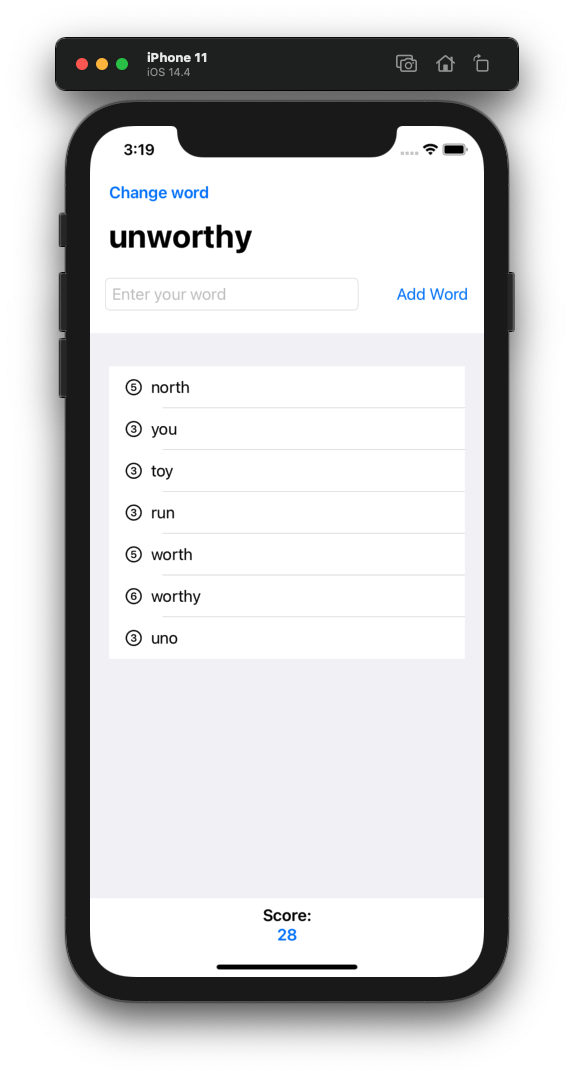 iPhone 11
iOS 14.4
3:19
Change word
unworthy
Enter your word Add Word
5 north
3 you
3 toy
3 run
5 worth
6 worthy
3 uno
Score:
28